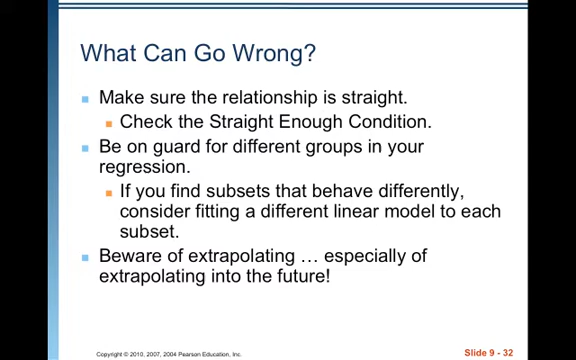 What Can Go Wrong?
Make sure the relationship is straight.
Check the Straight Enough Condition.
Be on guard for different groups in your
regression.
If you find subsets that behave differently,
consider fitting a different linear model to each
subset.
Beware of extrapolating … especially of
extrapolating into the future!
Copyright © 2010, 2007, 2004 Pearson Education, Inc.
Slide 9 - 32